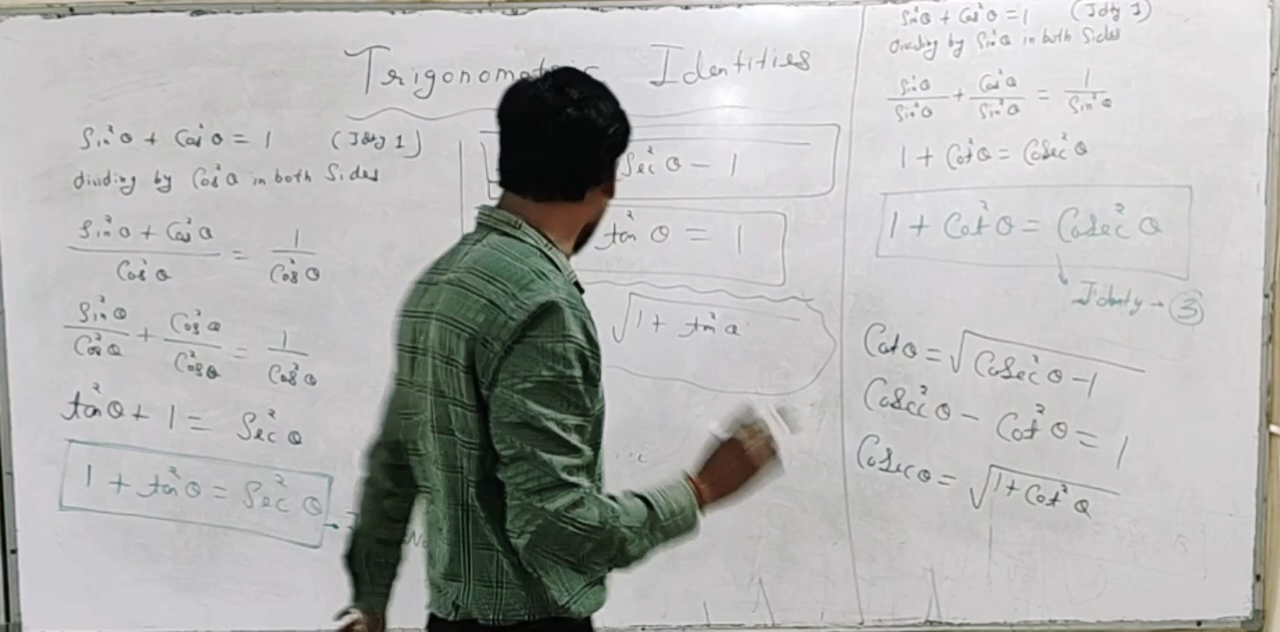 Trigonomet Identities
Sin²θ + Cos²θ = 1 (Idty 1)
dividing by Cos²θ in both Sides
Sin²θ + Cos²θ / Cos²θ = 1 / Cos²θ
Sin²θ / Cos²θ + Cos²θ / Cos²θ = 1 / Cos²θ
tan²θ + 1 = Sec²θ
1 + tan²θ = Sec²θ
Sec²θ - 1
tan²θ = 1
√1 + tan²θ
Sin²θ + Cos²θ = 1 (Idty 1)
dividing by Sin²θ in both Sides
Sin²θ / Sin²θ + Cos²θ / Sin²θ = 1 / Sin²θ
1 + Cot²θ = Cosec²θ
1 + Cot²θ = Cosec²θ
Identy → 3
Cotθ = √Cosec²θ - 1
Cosec²θ - Cot²θ = 1
Cosecθ = √1 + Cot²θ